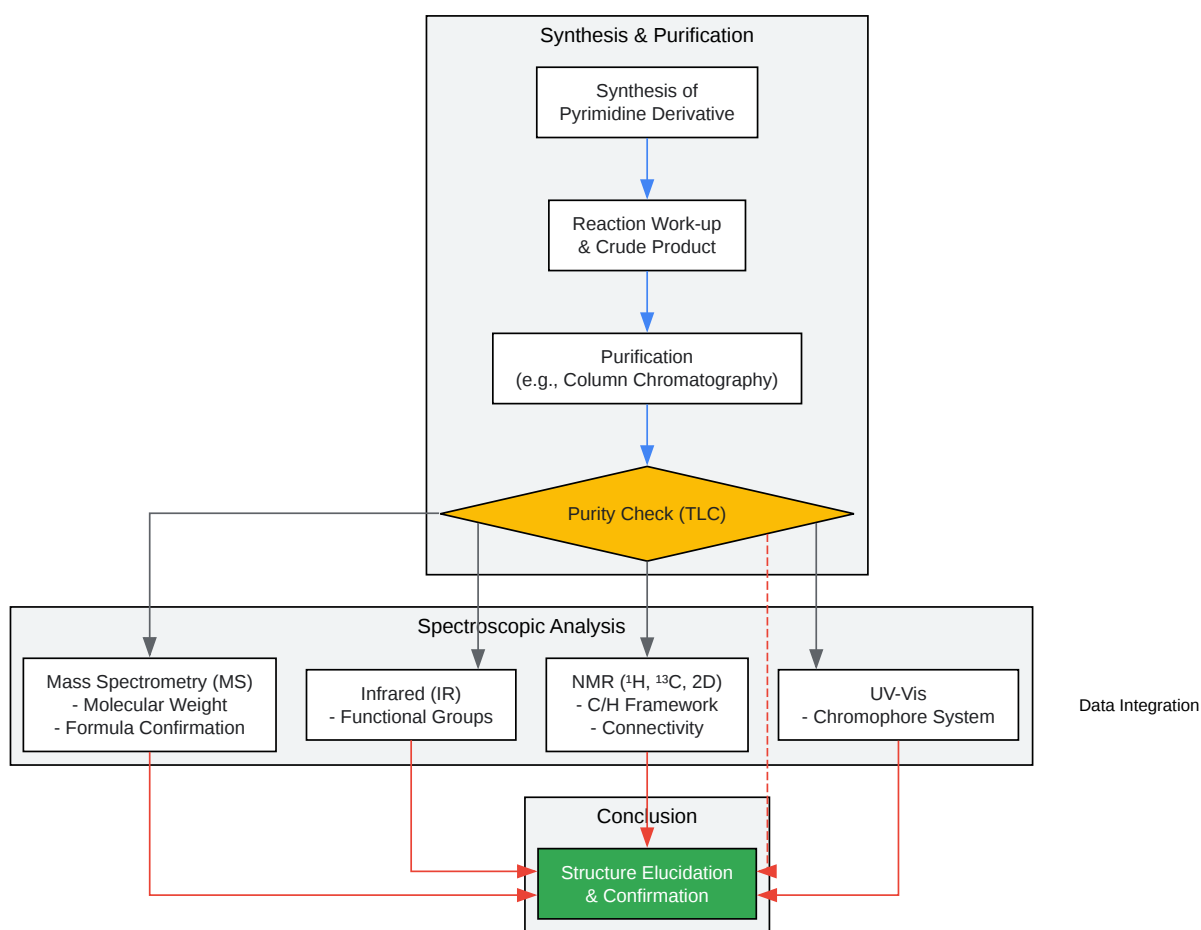 Synthesis & Purification
Synthesis of
Pyrimidine Derivative
Reaction Work-up
& Crude Product
Purification
(e.g., Column Chromatography)
Purity Check (TLC)
Spectroscopic Analysis
Mass Spectrometry (MS)
- Molecular Weight
- Formula Confirmation
Infrared (IR)
- Functional Groups
NMR (¹H, ¹³C, 2D)
- C/H Framework
- Connectivity
UV-Vis
- Chromophore System
Data Integration
Conclusion
Structure Elucidation
& Confirmation